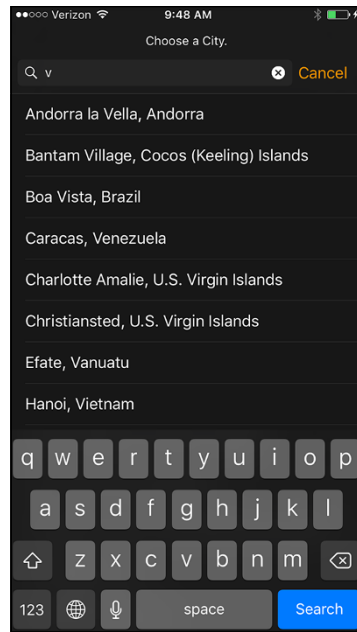 Verizon 9:48 AM
Choose a City.
v Cancel
Andorra la Vella, Andorra
Bantam Village, Cocos (Keeling) Islands
Boa Vista, Brazil
Caracas, Venezuela
Charlotte Amalie, U.S. Virgin Islands
Christiansted, U.S. Virgin Islands
Efate, Vanuatu
Hanoi, Vietnam
q w e r t y u i o p
a s d f g h j k l
z x c v b n m
123 space Search